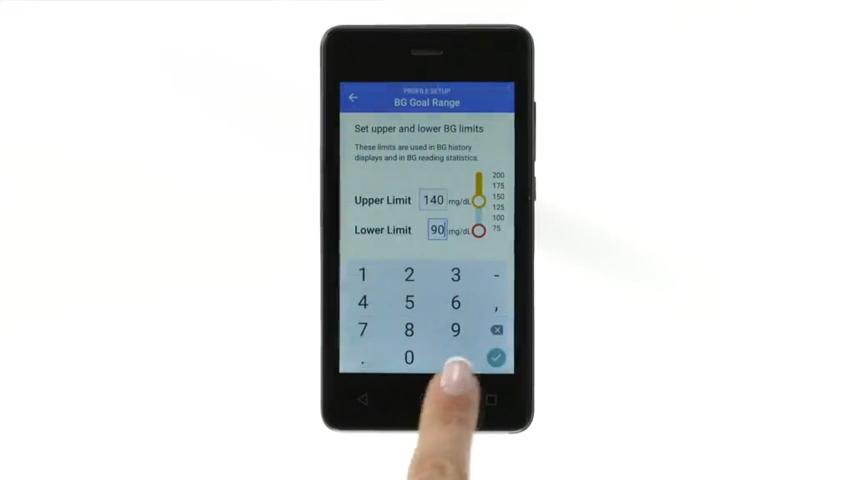 PROFILE SETUP
BG Goal Range
Set upper and lower BG limits
These limits are used in BG history
displays and in BG reading statistics.
200
175
Upper Limit 140 mg/dL 150
125
100
Lower Limit 90 mg/dL 75
1 2 3 -
4 5 6 ,
7 8 9
. 0